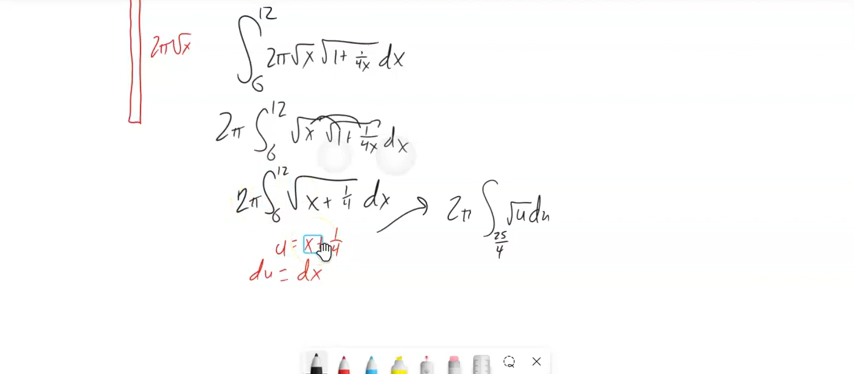 2π√x
∫₆¹² 2π√x √(1+ 1/4x) dx
2π ∫₆¹² √x √(1+ 1/4x) dx
2π ∫₆¹² √(x + 1/4) dx
2π ∫_(25/4) √u du
u = x + 1/4
du = dx